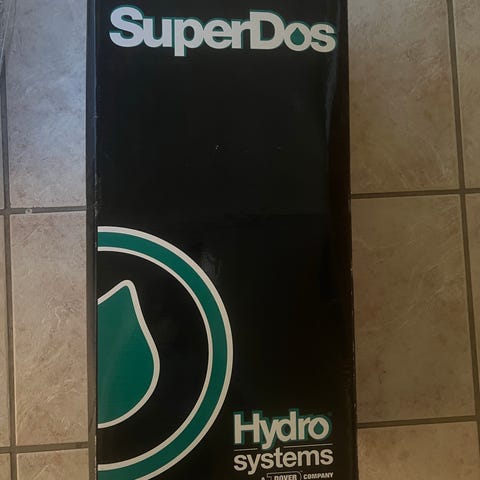 SuperDos
Hydro®
systems
A DOVER COMPANY